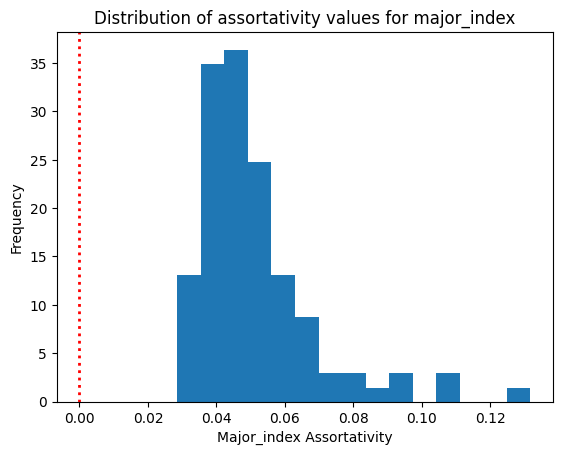 Distribution of assortativity values for major_index
Frequency
35
30
25
20
15
10
5
0
0.00 0.02 0.04 0.06 0.08 0.10 0.12
Major_index Assortativity